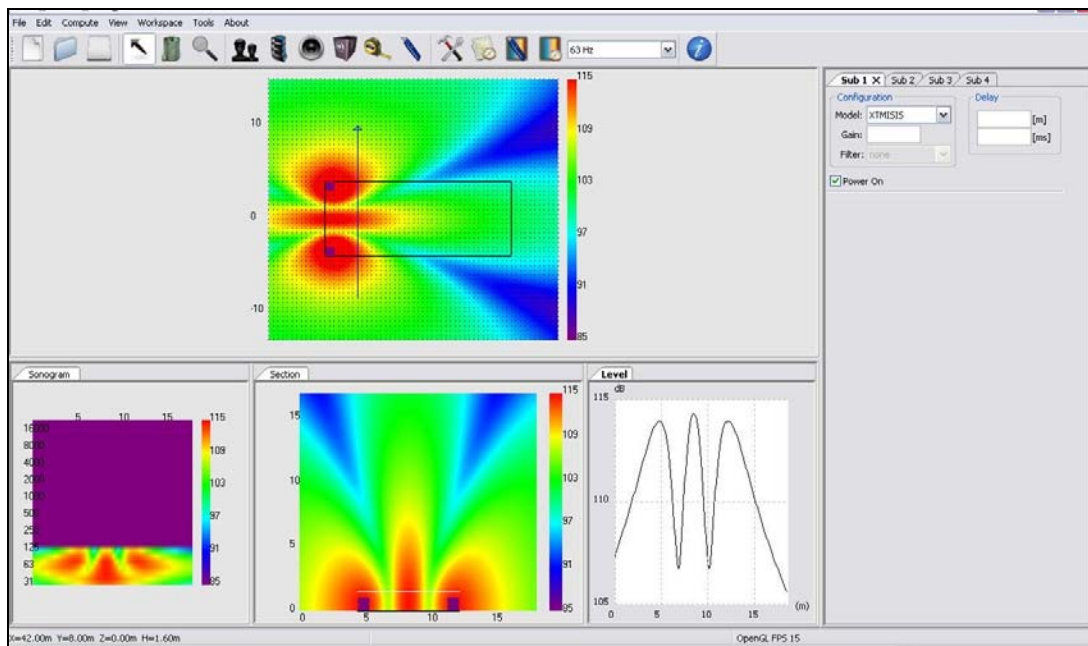 File Edit Compute View Workspace Tools About
63 Hz
10
0
-10
115
109
103
97
91
85
Sub 1 X Sub 2 Sub 3 Sub 4
Configuration
Model: XTMISIS
Gain:
Filter: none
Delay
[m]
[ms]
Power On
Sonogram
5 10 15
16000
8000
4000
2000
1000
500
250
125
63
31
115
109
103
97
91
85
Section
15
10
5
0
5 10 15
115
109
103
97
91
85
Level
dB
115
110
105
0 5 10 15 (m)
X=42.00m Y=8.00m Z=0.00m H=1.60m
OpenGL FPS 15